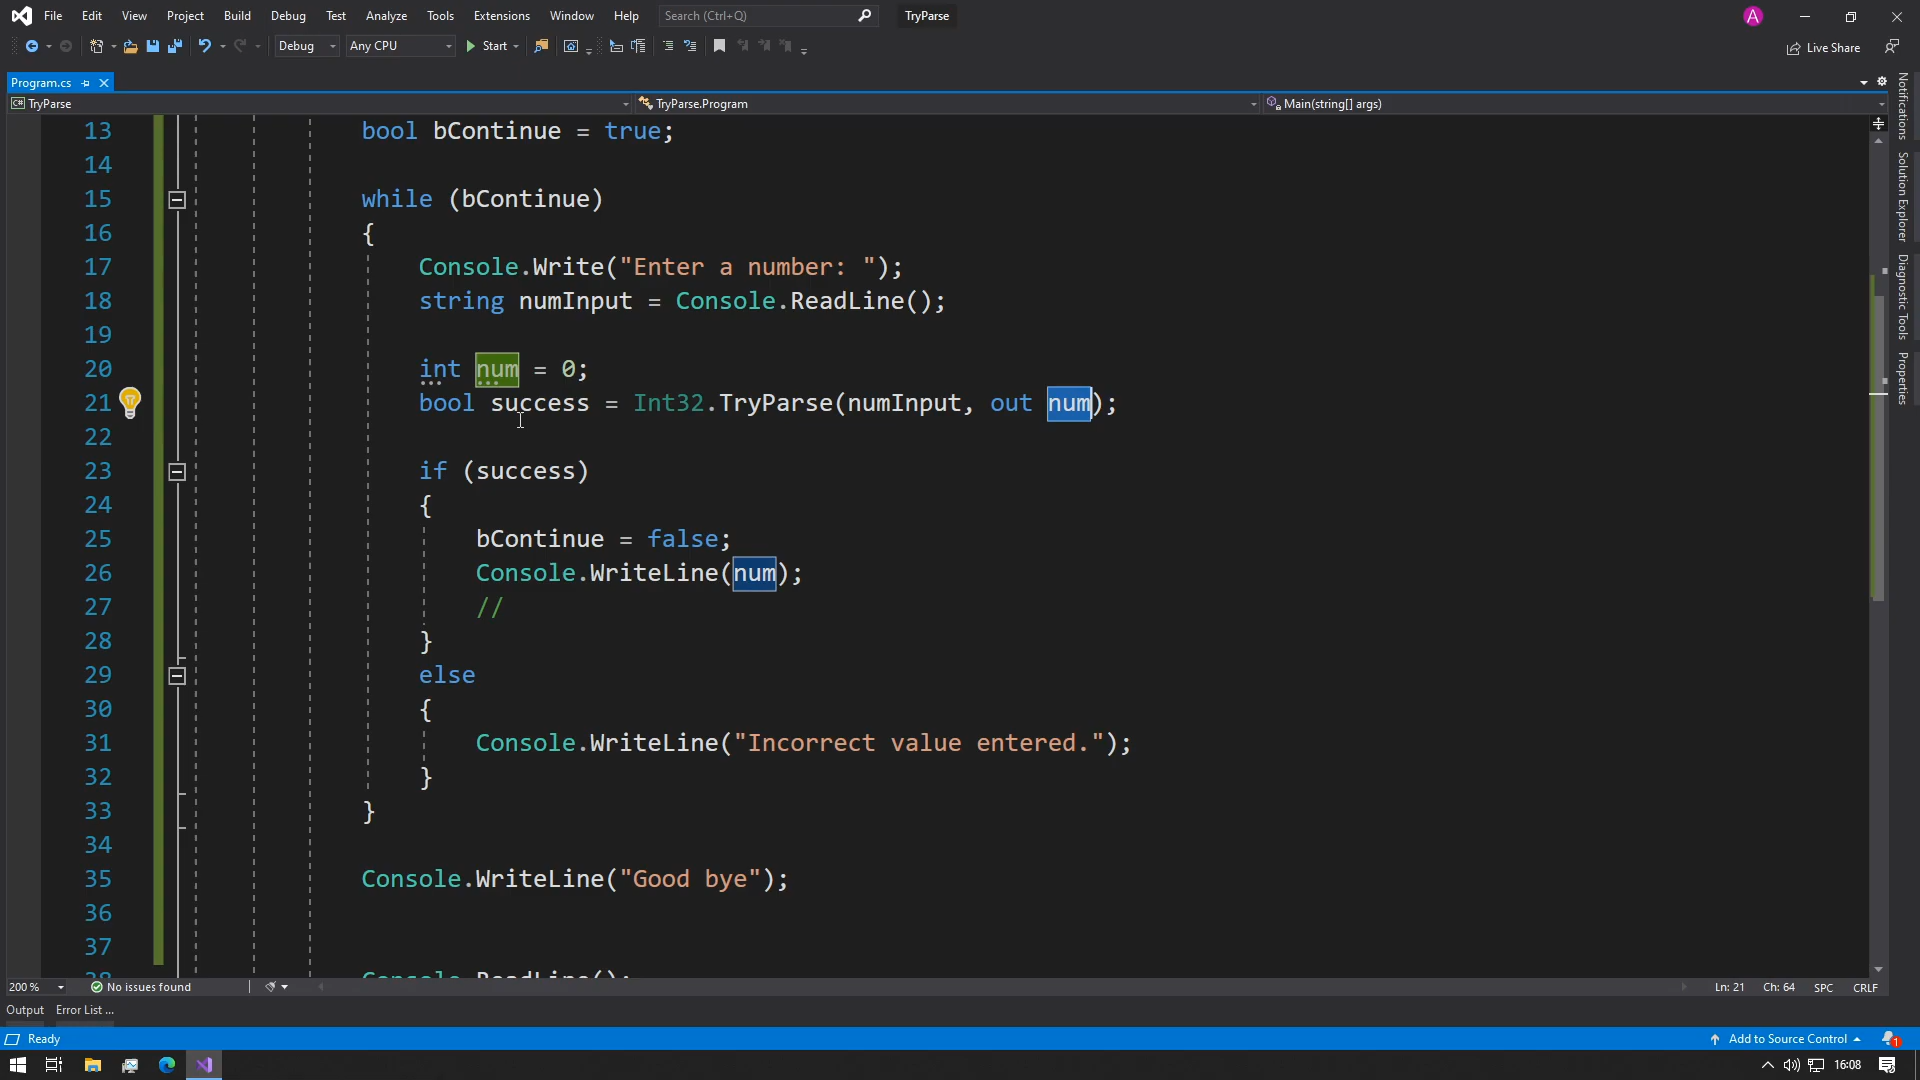 File Edit View Project Build Debug Test Analyze Tools Extensions Window Help Search (Ctrl+Q) TryParse A
Debug Any CPU Start Live Share
Program.cs
C# TryParse TryParse.Program Main(string[] args)
13 bool bContinue = true;
14
15 while (bContinue)
16 {
17 Console.Write("Enter a number: ");
18 string numInput = Console.ReadLine();
19
20 int num = 0;
21 bool success = Int32.TryParse(numInput, out num);
22
23 if (success)
24 {
25 bContinue = false;
26 Console.WriteLine(num);
27 //
28 }
29 else
30 {
31 Console.WriteLine("Incorrect value entered.");
32 }
33 }
34
35 Console.WriteLine("Good bye");
36
37
38 Console.ReadLine();
Notifications
Solution Explorer
Diagnostic Tools
Properties
200 % No issues found Ln: 21 Ch: 64 SPC CRLF
Output Error List ...
Ready Add to Source Control 1
16:08